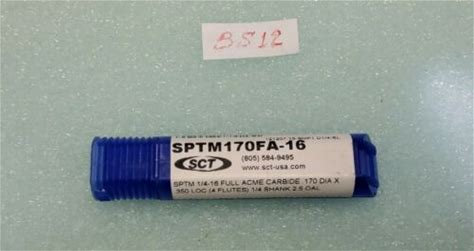 BS12
SPTM170FA-16
SCT
(805) 584-9495
www.sct-usa.com
SPTM 1/4-16 FULL ACME CARBIDE .170 DIA X
.350 LOC (4 FLUTES) 1/4 SHANK 2.5 OAL